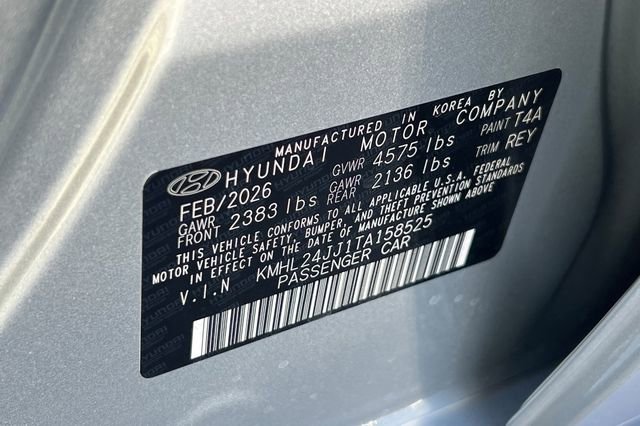 MANUFACTURED IN KOREA BY
HYUNDAI MOTOR COMPANY
FEB/2026 GVWR 4575 lbs PAINT T4A
GAWR FRONT 2383 lbs GAWR REAR 2136 lbs TRIM REY
THIS VEHICLE CONFORMS TO ALL APPLICABLE U.S.A. FEDERAL
MOTOR VEHICLE SAFETY, BUMPER, AND THEFT PREVENTION STANDARDS
IN EFFECT ON THE DATE OF MANUFACTURE SHOWN ABOVE
V.I.N KMHL24JJ1TA158525
PASSENGER CAR